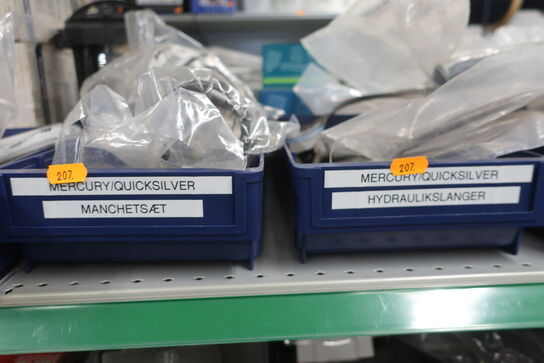 207.
MERCURY/QUICKSILVER
MANCHETSÆT
207.
MERCURY/QUICKSILVER
HYDRAULIKSLANGER